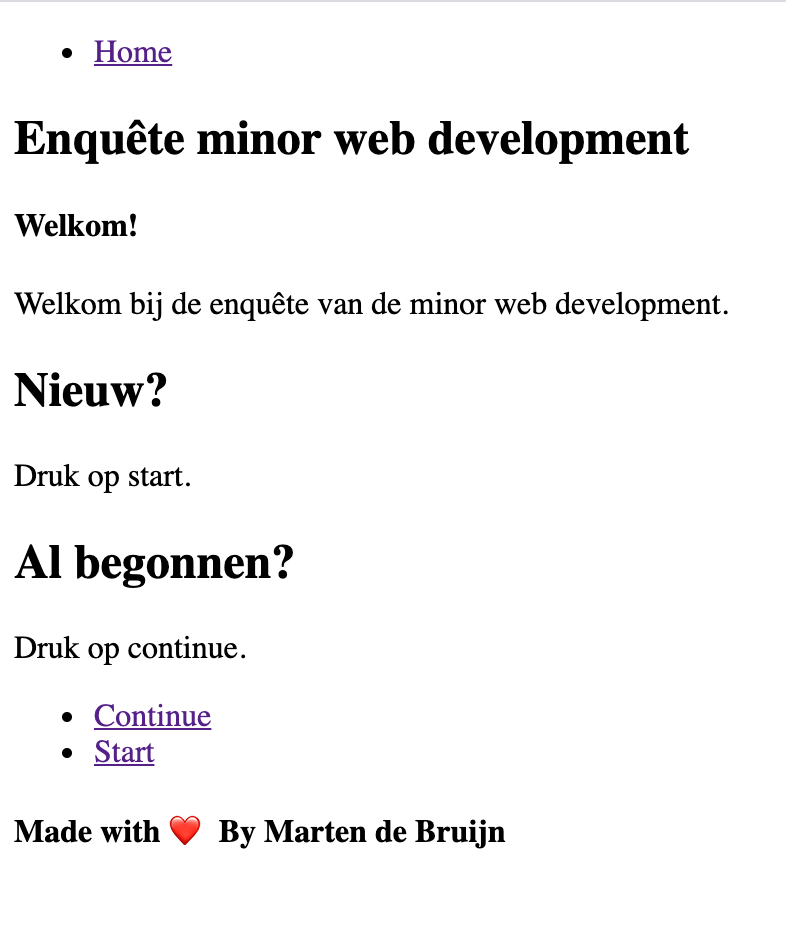 Home
Enquête minor web development
Welkom!
Welkom bij de enquête van de minor web development.
Nieuw?
Druk op start.
Al begonnen?
Druk op continue.
Continue
Start
Made with ❤️ By Marten de Bruijn